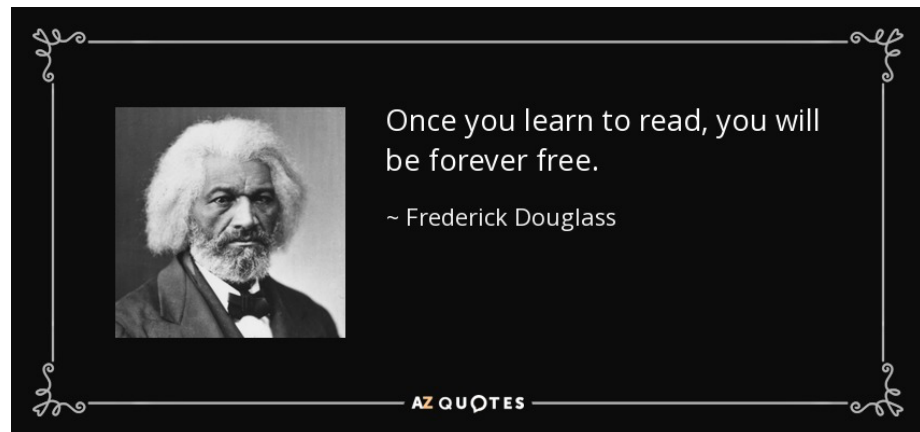 Once you learn to read, you will
be forever free.
~ Frederick Douglass
AZ QUOTES